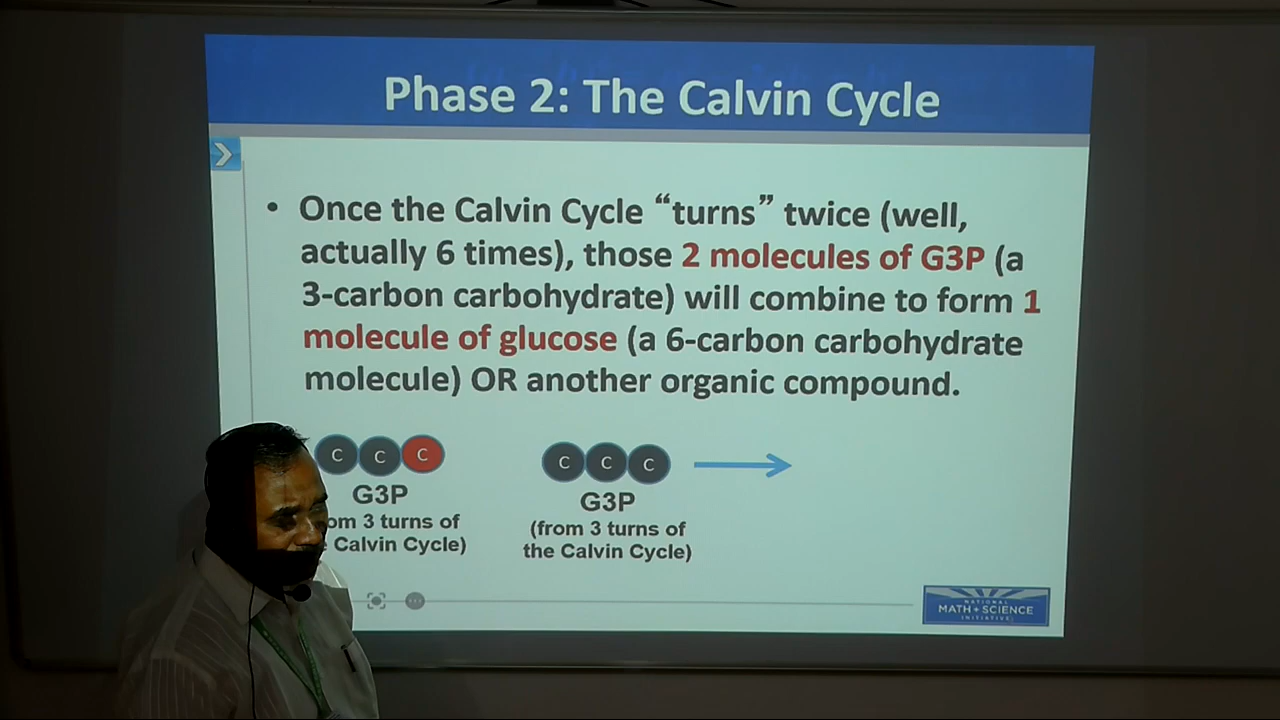 Phase 2: The Calvin Cycle
• Once the Calvin Cycle “turns” twice (well,
actually 6 times), those 2 molecules of G3P (a
3-carbon carbohydrate) will combine to form 1
molecule of glucose (a 6-carbon carbohydrate
molecule) OR another organic compound.
C C C
G3P
3 turns of
Calvin Cycle)
C C C
G3P
(from 3 turns of
the Calvin Cycle)
NATIONAL
MATH + SCIENCE
INITIATIVE